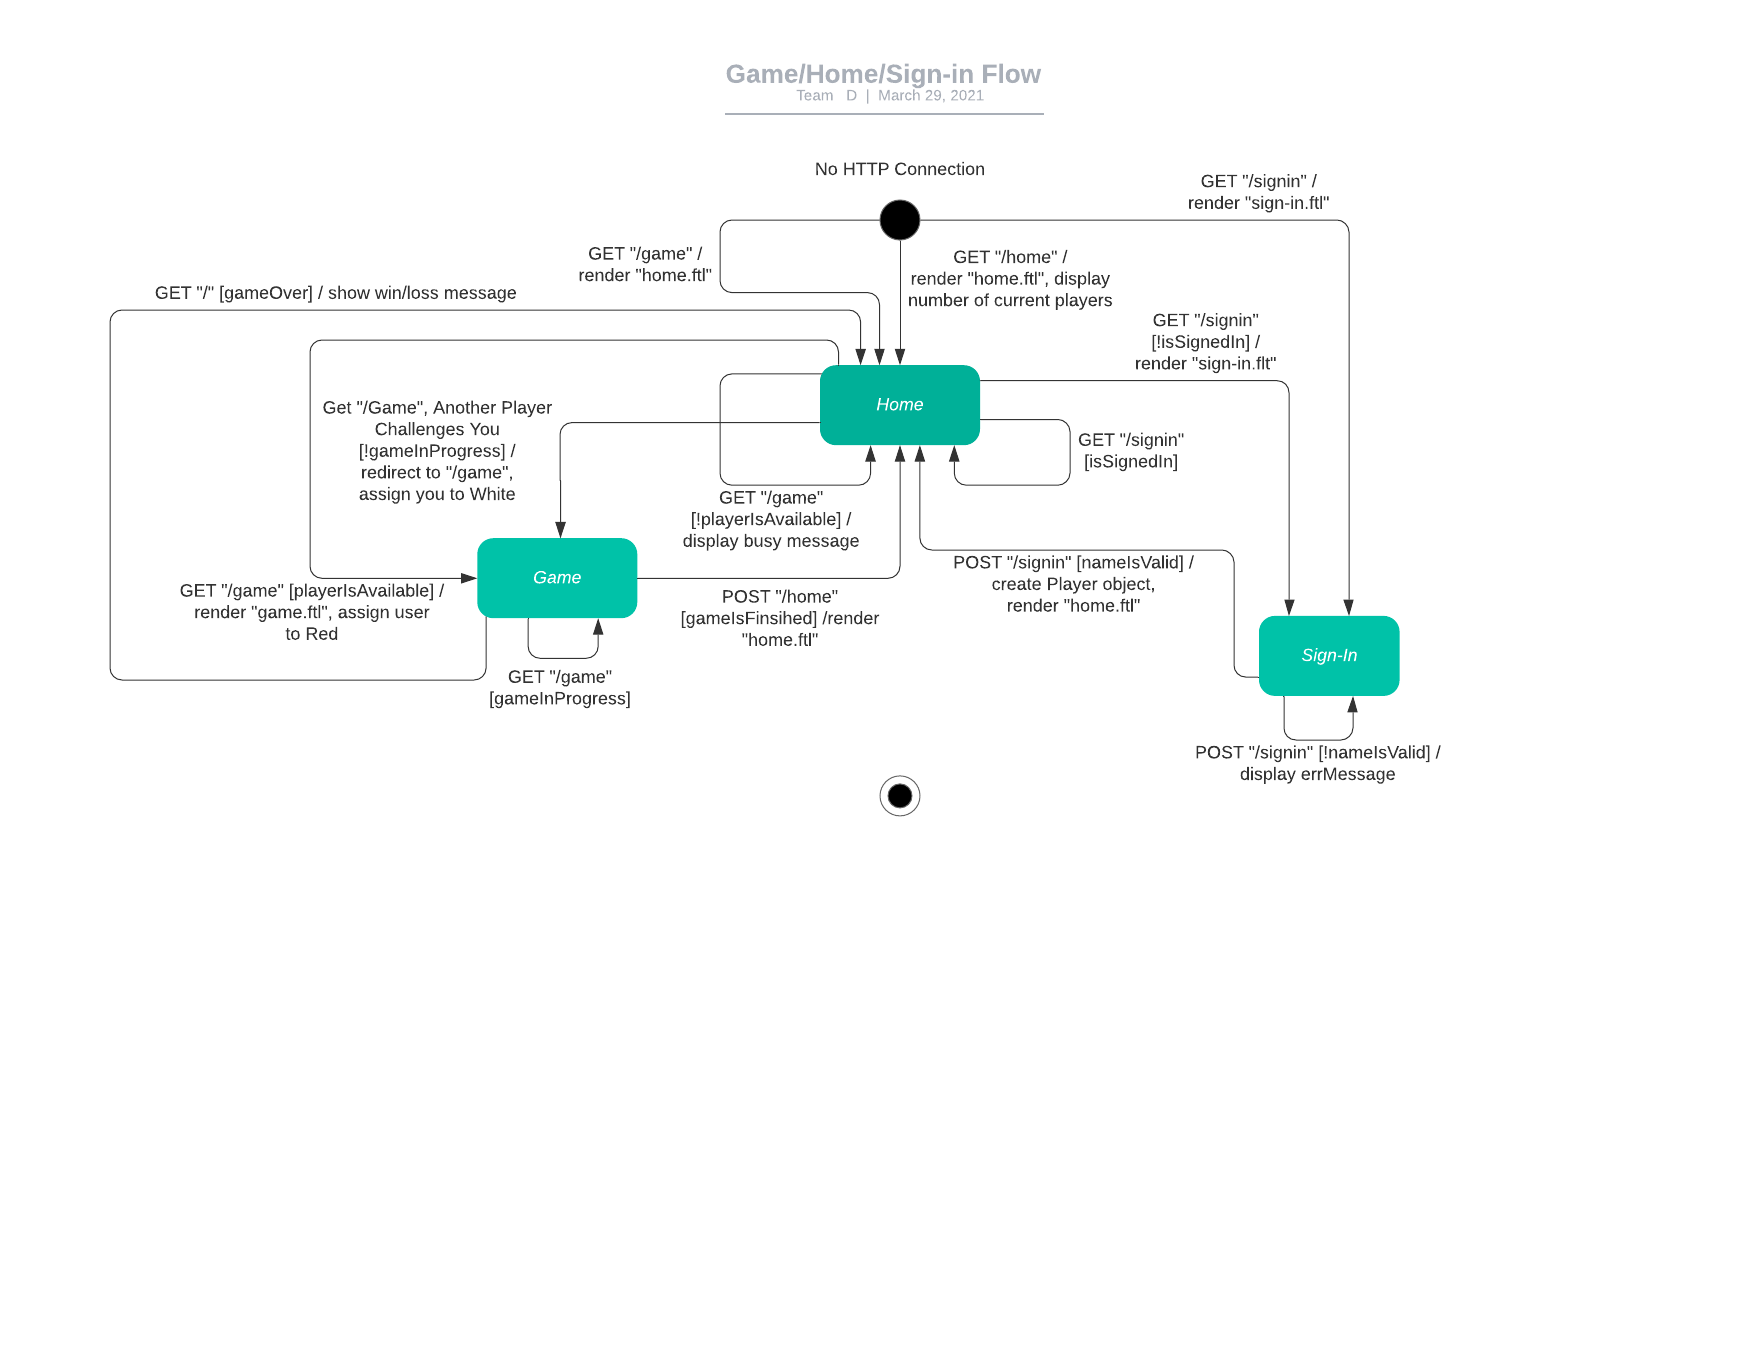 Game/Home/Sign-in Flow
Team D | March 29, 2021
No HTTP Connection
GET "/signin" /
render "sign-in.ftl"
GET "/game" /
render "home.ftl"
GET "/home" /
render "home.ftl", display
number of current players
GET "/" [gameOver] / show win/loss message
GET "/signin"
[!isSignedIn] /
render "sign-in.flt"
Home
Get "/Game", Another Player
Challenges You
[!gameInProgress] /
redirect to "/game",
assign you to White
GET "/signin"
[isSignedIn]
GET "/game"
[!playerIsAvailable] /
display busy message
Game
POST "/signin" [nameIsValid] /
create Player object,
render "home.ftl"
GET "/game" [playerIsAvailable] /
render "game.ftl", assign user
to Red
POST "/home"
[gameIsFinsihed] /render
"home.ftl"
Sign-In
GET "/game"
[gameInProgress]
POST "/signin" [!nameIsValid] /
display errMessage